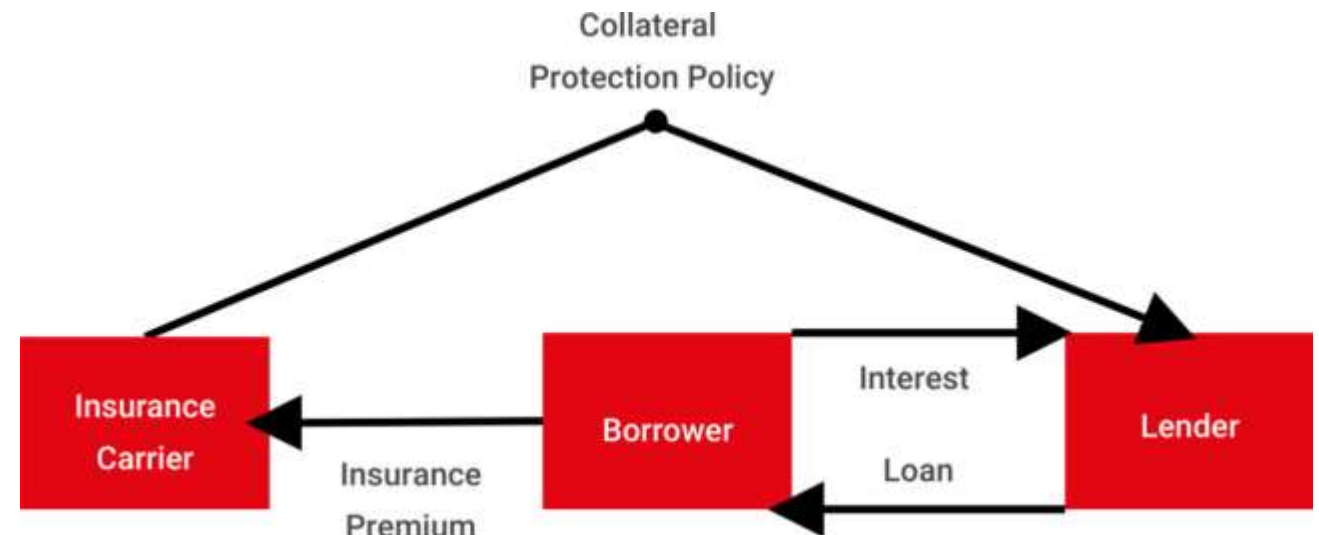 Collateral
Protection Policy
Insurance
Carrier
Insurance
Premium
Borrower
Interest
Loan
Lender